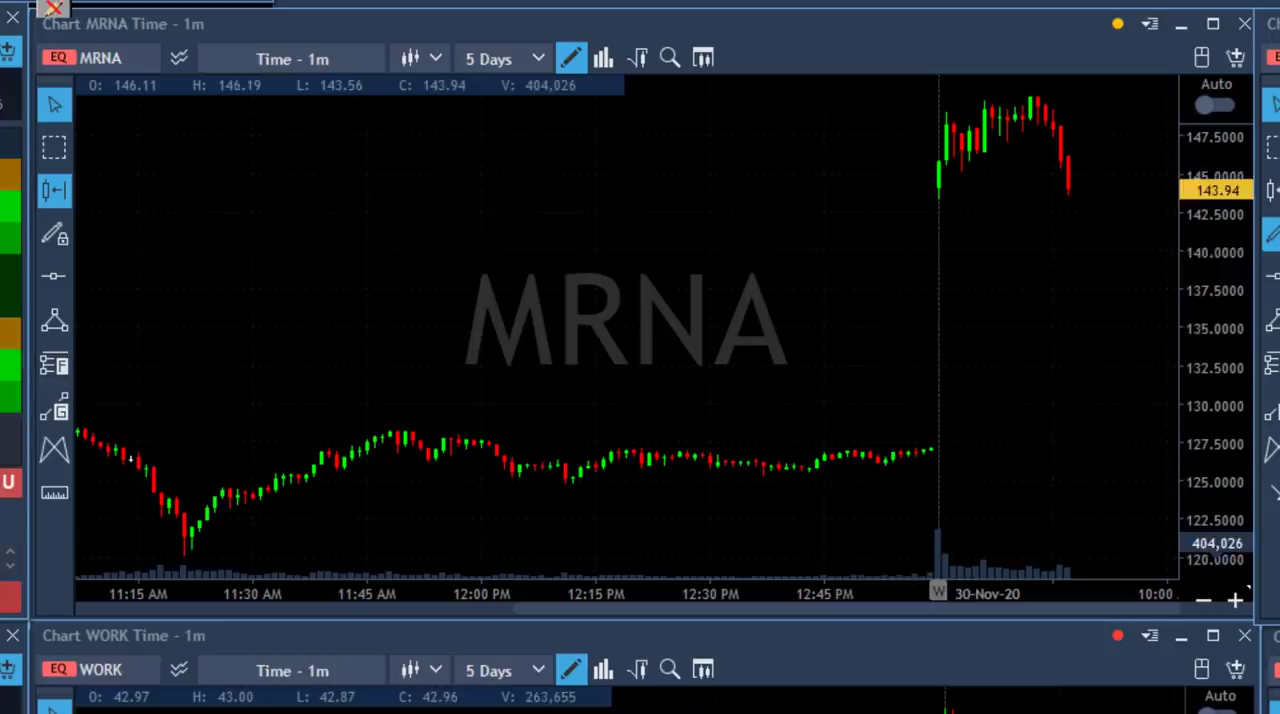 Chart MRNA Time - 1m
EQ MRNA Time - 1m 5 Days
O: 146.11 H: 146.19 L: 143.56 C: 143.94 V: 404,026
Auto
147.5000
145.0000
143.94
142.5000
140.0000
137.5000
135.0000
MRNA
132.5000
130.0000
127.5000
125.0000
122.5000
404,026
120.0000
F
G
U
11:15 AM 11:30 AM 11:45 AM 12:00 PM 12:15 PM 12:30 PM 12:45 PM W 30-Nov-20 10:00
Chart WORK Time - 1m
EQ WORK Time - 1m 5 Days
O: 42.97 H: 43.00 L: 42.87 C: 42.96 V: 263,655
Auto